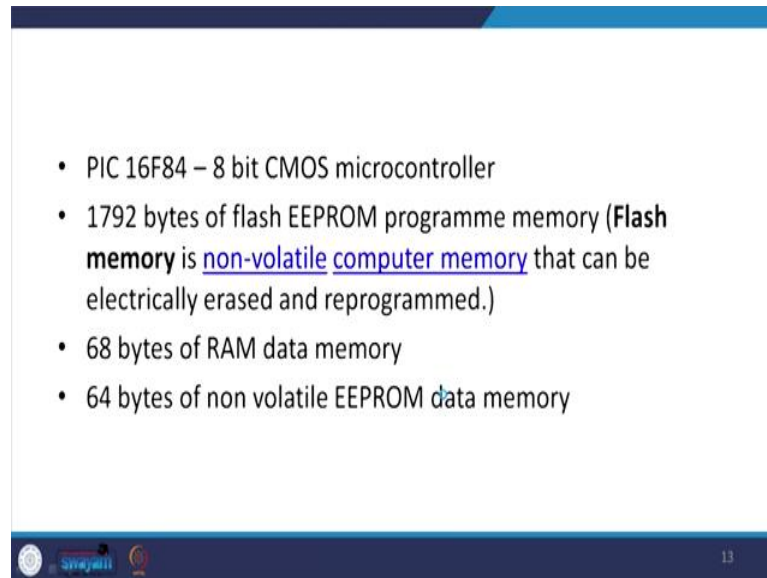 • PIC 16F84 – 8 bit CMOS microcontroller
• 1792 bytes of flash EEPROM programme memory (Flash
memory is non-volatile computer memory that can be
electrically erased and reprogrammed.)
• 68 bytes of RAM data memory
• 64 bytes of non volatile EEPROM data memory
swayam
13